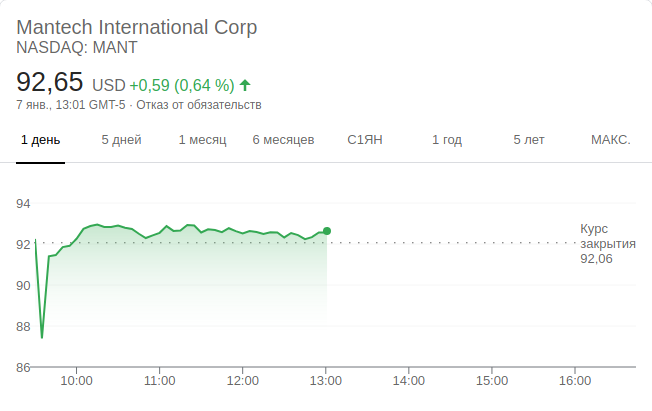 Mantech International Corp
NASDAQ: MANT
92,65 USD +0,59 (0,64 %)
7 янв., 13:01 GMT-5 · Отказ от обязательств
1 день 5 дней 1 месяц 6 месяцев С1ЯН 1 год 5 лет МАКС.
94
92
90
88
86
Курс
закрытия
92,06
10:00 11:00 12:00 13:00 14:00 15:00 16:00